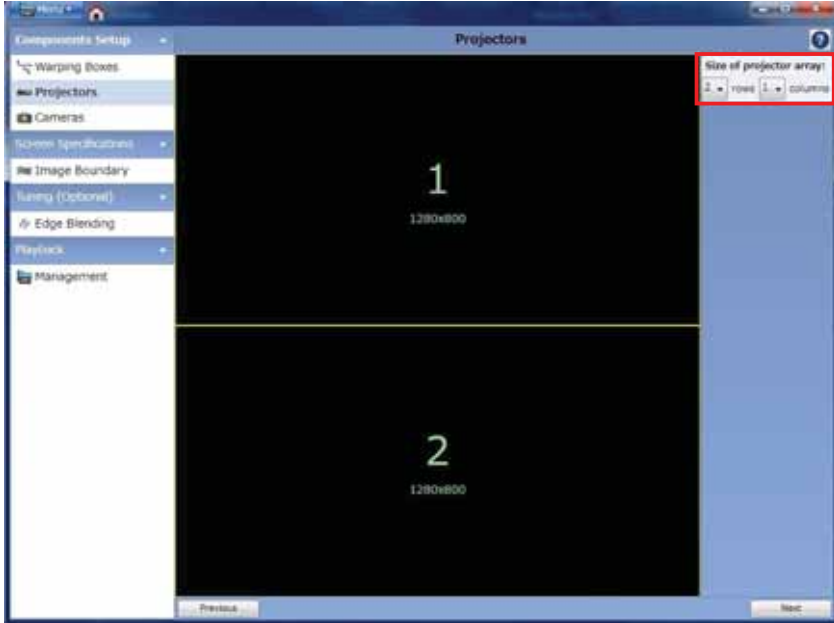 Menu
Components Setup
Projectors
Warping Boxes
Projectors
Cameras
Screen Specifications
Image Boundary
Tuning (Optional)
Edge Blending
Playback
Management
Size of projector array:
2 rows 1 columns
1
1280x800
2
1280x800
Previous
Next